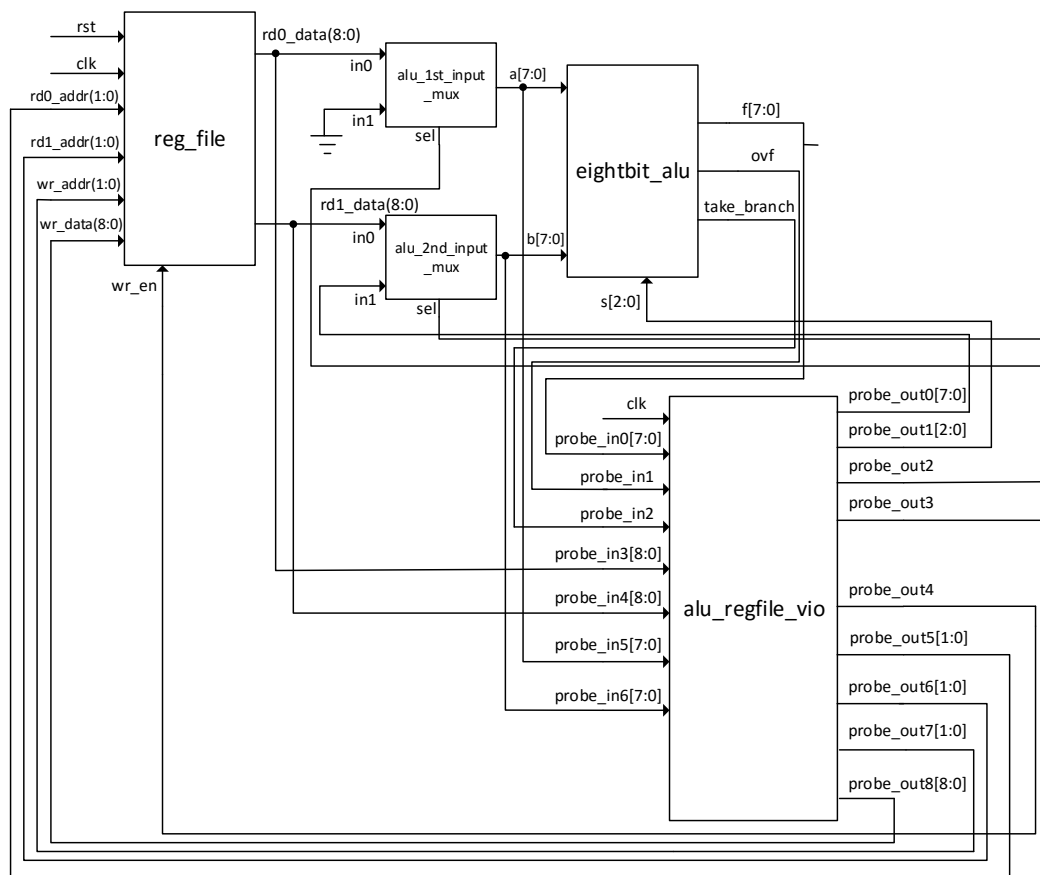 rst
clk
rd0_addr(1:0)
rd1_addr(1:0)
wr_addr(1:0)
wr_data(8:0)
reg_file
wr_en
rd0_data(8:0)
in0
in1
alu_1st_input
_mux
sel
rd1_data(8:0)
in0
in1
alu_2nd_input
_mux
sel
a[7:0]
b[7:0]
eightbit_alu
s[2:0]
f[7:0]
ovf
take_branch
clk
probe_in0[7:0]
probe_in1
probe_in2
probe_in3[8:0]
probe_in4[8:0]
probe_in5[7:0]
probe_in6[7:0]
alu_regfile_vio
probe_out0[7:0]
probe_out1[2:0]
probe_out2
probe_out3
probe_out4
probe_out5[1:0]
probe_out6[1:0]
probe_out7[1:0]
probe_out8[8:0]